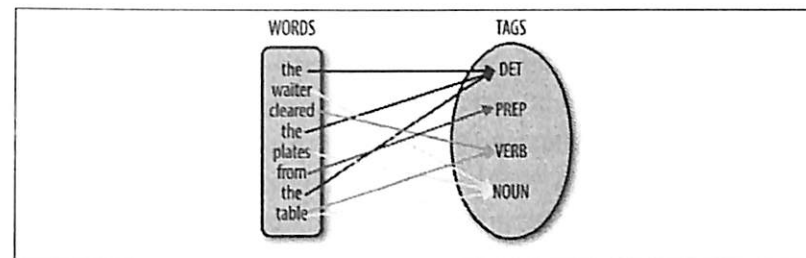 WORDS TAGS
the
waiter
cleared
the
plates
from
the
table
DET
PREP
VERB
NOUN